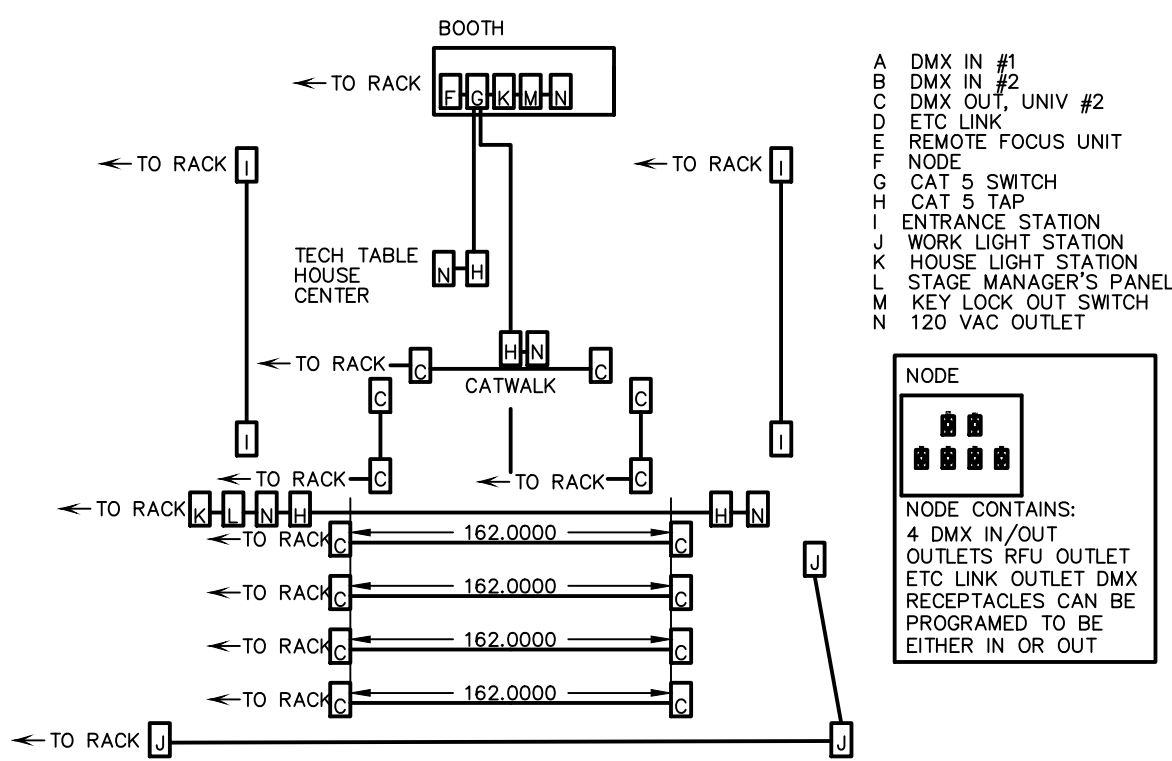 BOOTH
TO RACK
F G K M N
A DMX IN #1
B DMX IN #2
C DMX OUT, UNIV #2
D ETC LINK
E REMOTE FOCUS UNIT
F NODE
G CAT 5 SWITCH
H CAT 5 TAP
I ENTRANCE STATION
J WORK LIGHT STATION
K HOUSE LIGHT STATION
L STAGE MANAGER'S PANEL
M KEY LOCK OUT SWITCH
N 120 VAC OUTLET
TO RACK I
TO RACK I
TECH TABLE
HOUSE
CENTER
N H
H N
TO RACK C C
CATWALK
C C
I I
TO RACK C
TO RACK C
TO RACK K L N H H N
TO RACK C 162.0000 C
J
TO RACK C 162.0000 C
TO RACK C 162.0000 C
TO RACK C 162.0000 C
TO RACK J J
NODE
NODE CONTAINS:
4 DMX IN/OUT
OUTLETS RFU OUTLET
ETC LINK OUTLET DMX
RECEPTACLES CAN BE
PROGRAMED TO BE
EITHER IN OR OUT